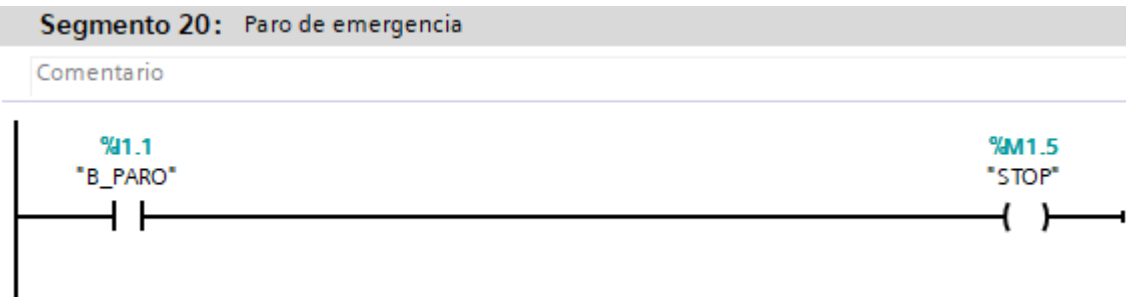 Segmento 20: Paro de emergencia
Comentario
%I1.1
"B_PARO"
%M1.5
"STOP"